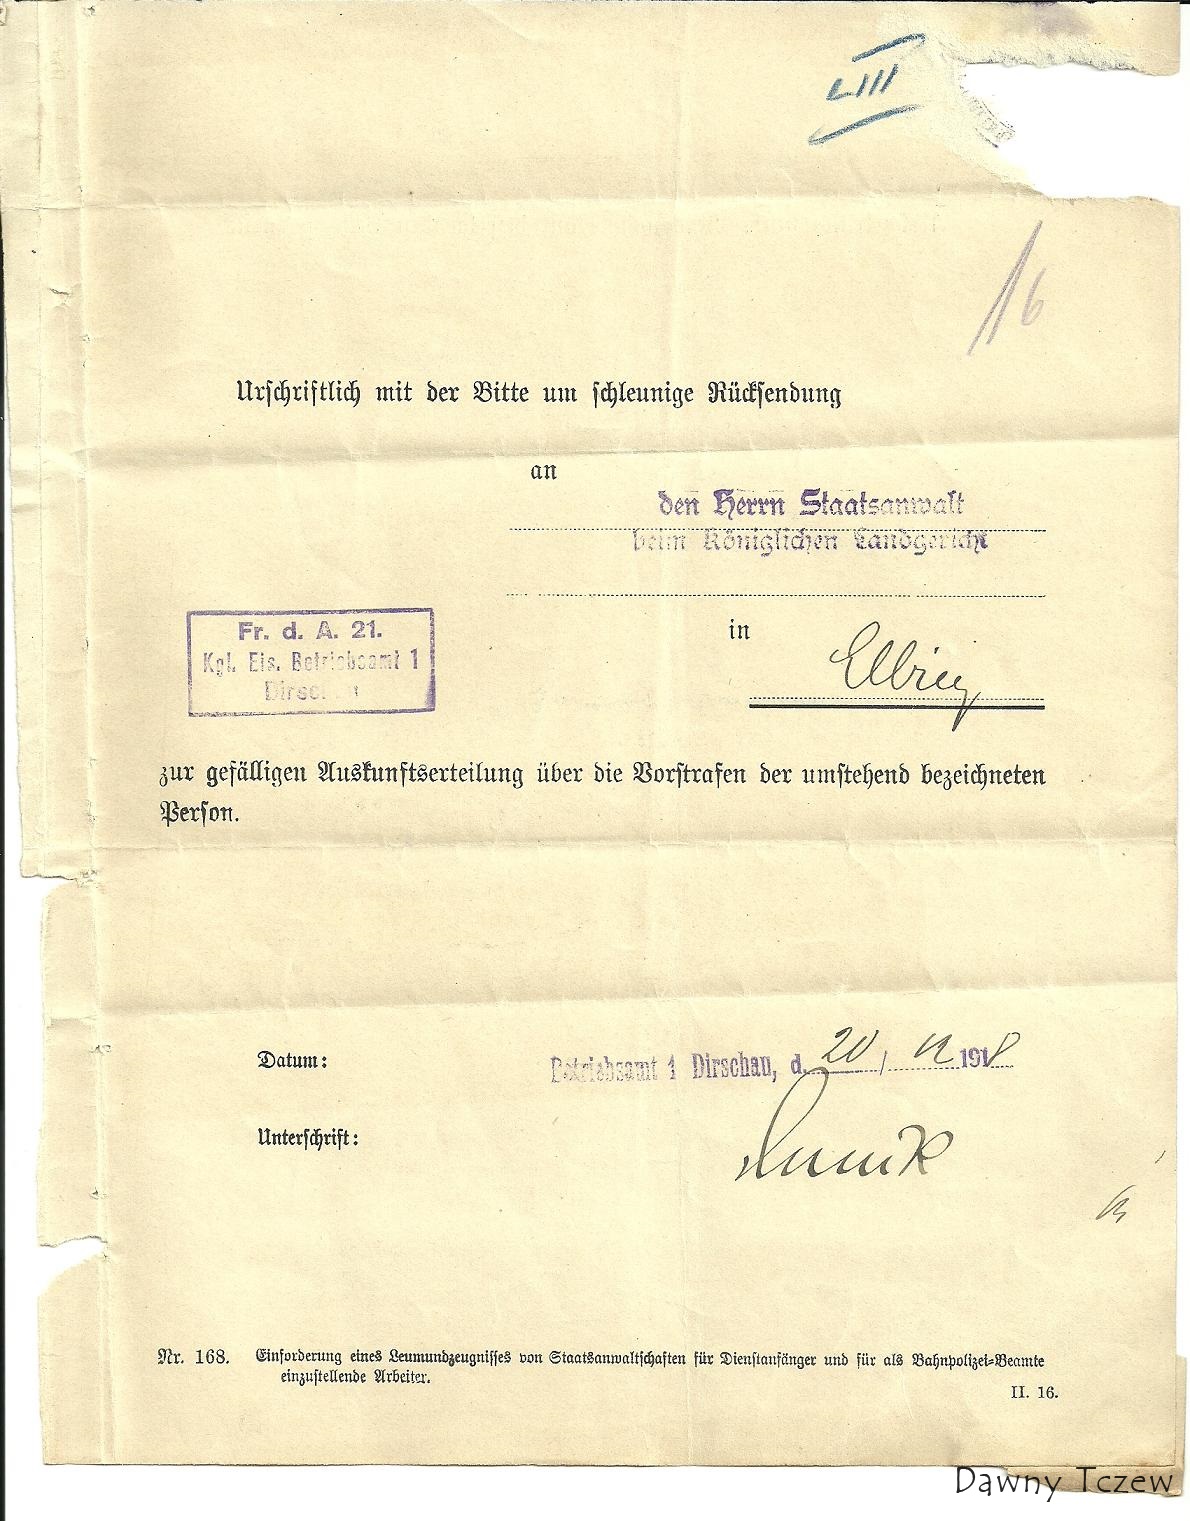 LIII
16
Urschriftlich mit der Bitte um schleunige Rücksendung
an
den Herrn Staatsanwalt
beim Königlichen Landgericht
Fr. d. A. 21.
Kgl. Eis. Betriebsamt 1
Dirschau
in
Elbing
zur gefälligen Auskunftserteilung über die Vorstrafen der umstehend bezeichneten
Person.
Datum:
Betriebsamt 1 Dirschau, d. 20/12 1918
Unterschrift:
Nr. 168. Einforderung eines Leumundzeugnisses von Staatsanwaltschaften für Dienstanfänger und für als Bahnpolizei-Beamte
einzustellende Arbeiter.
II. 16.
Dawny Tczew